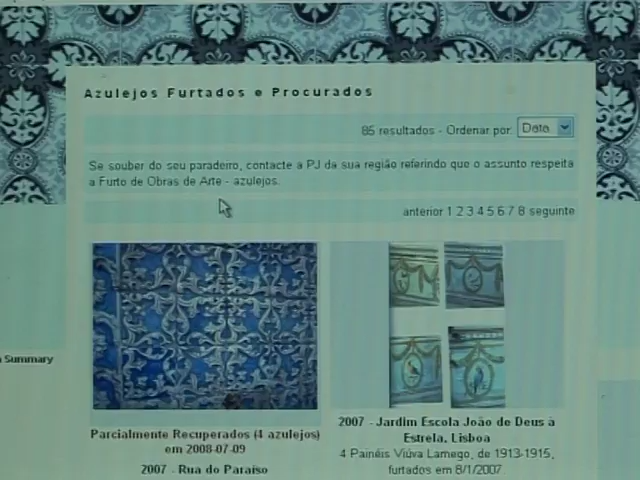 Azulejos Furtados e Procurados
85 resultados - Ordenar por: Data
Se souber do seu paradeiro, contacte a PJ da sua região referindo que o assunto respeita
a Furto de Obras de Arte - azulejos.
anterior 1 2 3 4 5 6 7 8 seguinte
Summary
Parcialmente Recuperados (4 azulejos)
em 2008-07-09
2007 - Rua do Paraíso
2007 - Jardim Escola João de Deus à
Estrela, Lisboa
4 Painéis Viúva Lamego, de 1913-1915,
furtados em 8/1/2007.